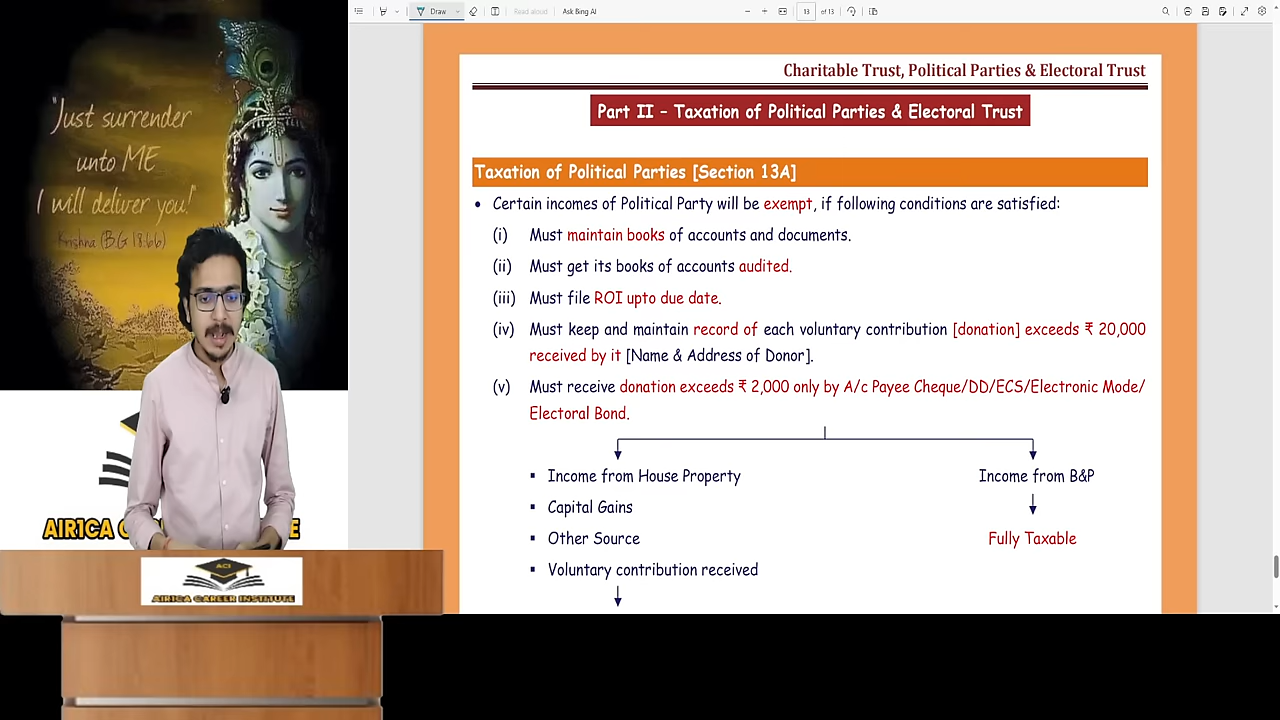 Draw
Read aloud
Ask Bing AI
13
of 13
"Just surrender
unto ME
I will deliver you!"
Krishna (BG 18:66)
AIR1CA C
E
ACI
AIR1CA CAREER INSTITUTE
Charitable Trust, Political Parties & Electoral Trust
Part II – Taxation of Political Parties & Electoral Trust
Taxation of Political Parties [Section 13A]
• Certain incomes of Political Party will be exempt, if following conditions are satisfied:
(i) Must maintain books of accounts and documents.
(ii) Must get its books of accounts audited.
(iii) Must file ROI upto due date.
(iv) Must keep and maintain record of each voluntary contribution [donation] exceeds ₹ 20,000
received by it [Name & Address of Donor].
(v) Must receive donation exceeds ₹ 2,000 only by A/c Payee Cheque/DD/ECS/Electronic Mode/
Electoral Bond.
▪ Income from House Property
▪ Capital Gains
▪ Other Source
▪ Voluntary contribution received
Income from B&P
Fully Taxable